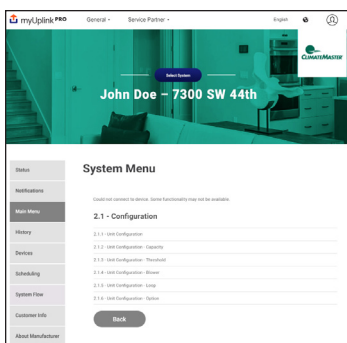 myUplink PRO
General
Service Partner
English
CLIMATEMASTER
Select System
John Doe – 7300 SW 44th
Status
Notifications
Main Menu
History
Devices
Scheduling
System Flow
Customer Info
About Manufacturer
System Menu
Could not connect to device. Some functionality may not be available.
2.1 - Configuration
2.1.1 - Unit Configuration
2.1.2 - Unit Configuration - Capacity
2.1.3 - Unit Configuration - Threshold
2.1.4 - Unit Configuration - Blower
2.1.5 - Unit Configuration - Loop
2.1.6 - Unit Configuration - Option
Back